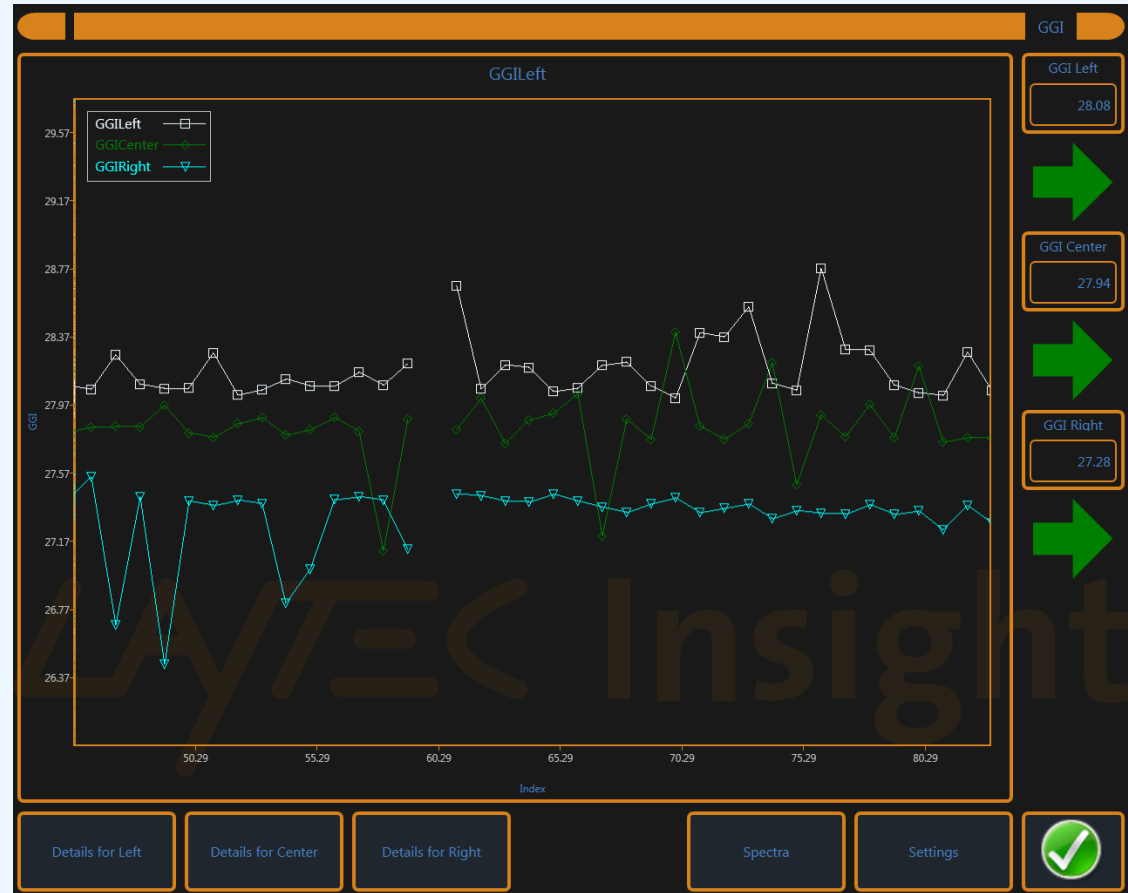 GGI
GGILeft
GGILeft
GGICenter
GGIRight
29.57
29.17
28.77
28.37
27.97
27.57
27.17
26.77
26.37
GGI
50.29
55.29
60.29
65.29
70.29
75.29
80.29
Index
LAYTEC Insight
GGI Left
28.08
GGI Center
27.94
GGI Right
27.28
Details for Left
Details for Center
Details for Right
Spectra
Settings